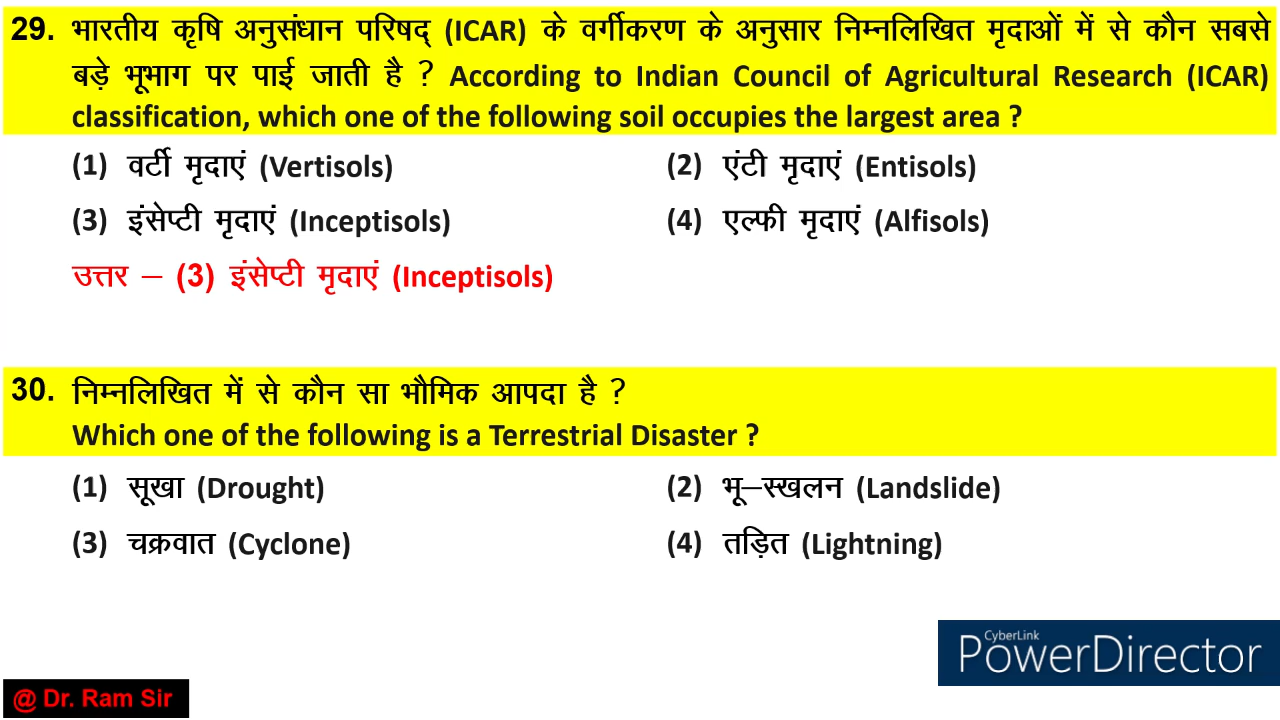 29. भारतीय कृषि अनुसंधान परिषद् (ICAR) के वर्गीकरण के अनुसार निम्नलिखित मृदाओं में से कौन सबसे
बड़े भूभाग पर पाई जाती है ? According to Indian Council of Agricultural Research (ICAR)
classification, which one of the following soil occupies the largest area ?
(1) वर्टी मृदाएं (Vertisols) (2) एंटी मृदाएं (Entisols)
(3) इंसेप्टी मृदाएं (Inceptisols) (4) एल्फी मृदाएं (Alfisols)
उत्तर – (3) इंसेप्टी मृदाएं (Inceptisols)
30. निम्नलिखित में से कौन सा भौमिक आपदा है ?
Which one of the following is a Terrestrial Disaster ?
(1) सूखा (Drought) (2) भू–स्खलन (Landslide)
(3) चक्रवात (Cyclone) (4) तड़ित (Lightning)
CyberLink
PowerDirector
@ Dr. Ram Sir